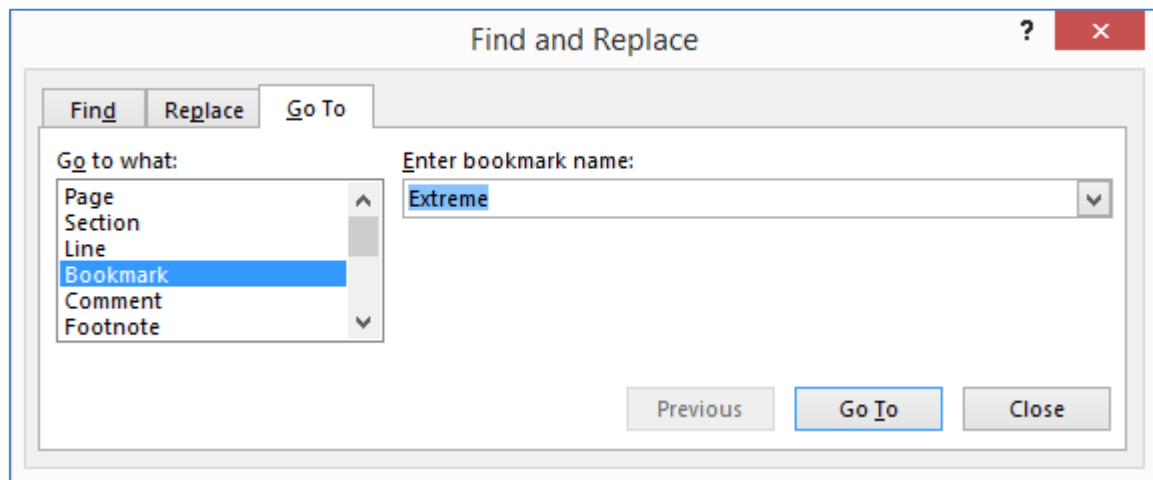 Find and Replace ? ×
Find Replace Go To
Go to what: Enter bookmark name:
Page Extreme
Section
Line
Bookmark
Comment
Footnote
Previous Go To Close